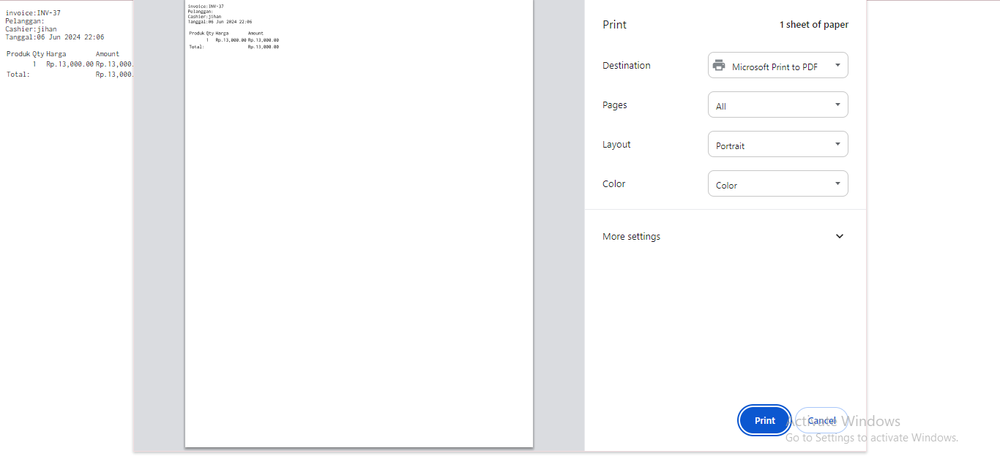 invoice:INV-37
Pelanggan:
Cashier:jihan
Tanggal:06 Jun 2024 22:06
Produk Qty Harga Amount
1 Rp.13,000.00 Rp.13,000.
Total: Rp.13,000.
invoice:INV-37
Pelanggan:
Cashier:jihan
Tanggal:06 Jun 2024 22:06
Produk Qty Harga Amount
1 Rp.13,000.00 Rp.13,000.00
Total: Rp.13,000.00
Print 1 sheet of paper
Destination Microsoft Print to PDF
Pages All
Layout Portrait
Color Color
More settings
Print Cancel
Activate Windows
Go to Settings to activate Windows.